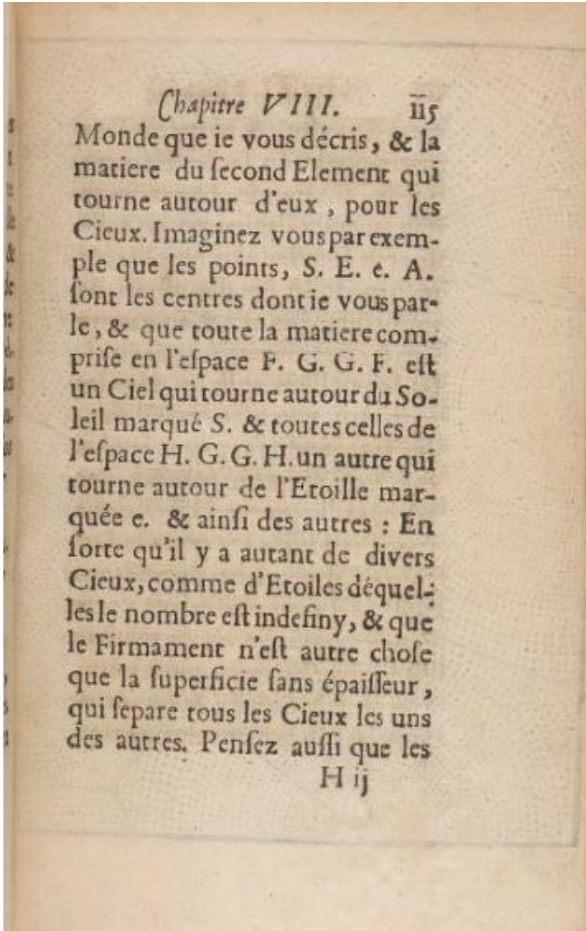 Chapitre VIII. 115
Monde que ie vous décris, & la
matiere du ſecond Element qui
tourne autour d'eux, pour les
Cieux. Imaginez vous par exem-
ple que les points, S. E. e. A.
ſont les centres dont ie vous par-
le, & que toute la matiere com-
priſe en l'eſpace F. G. G. F. eſt
un Ciel qui tourne autour du So-
leil marqué S. & toutes celles de
l'eſpace H. G. G. H. un autre qui
tourne autour de l'Etoille mar-
quée e. & ainſi des autres : En
ſorte qu'il y a autant de divers
Cieux, comme d'Etoiles déquel-
les le nombre eſt indefiny, & que
le Firmament n'eſt autre choſe
que la ſuperficie ſans épaiſſeur,
qui ſepare tous les Cieux les uns
des autres. Penſez auſſi que les
H ij